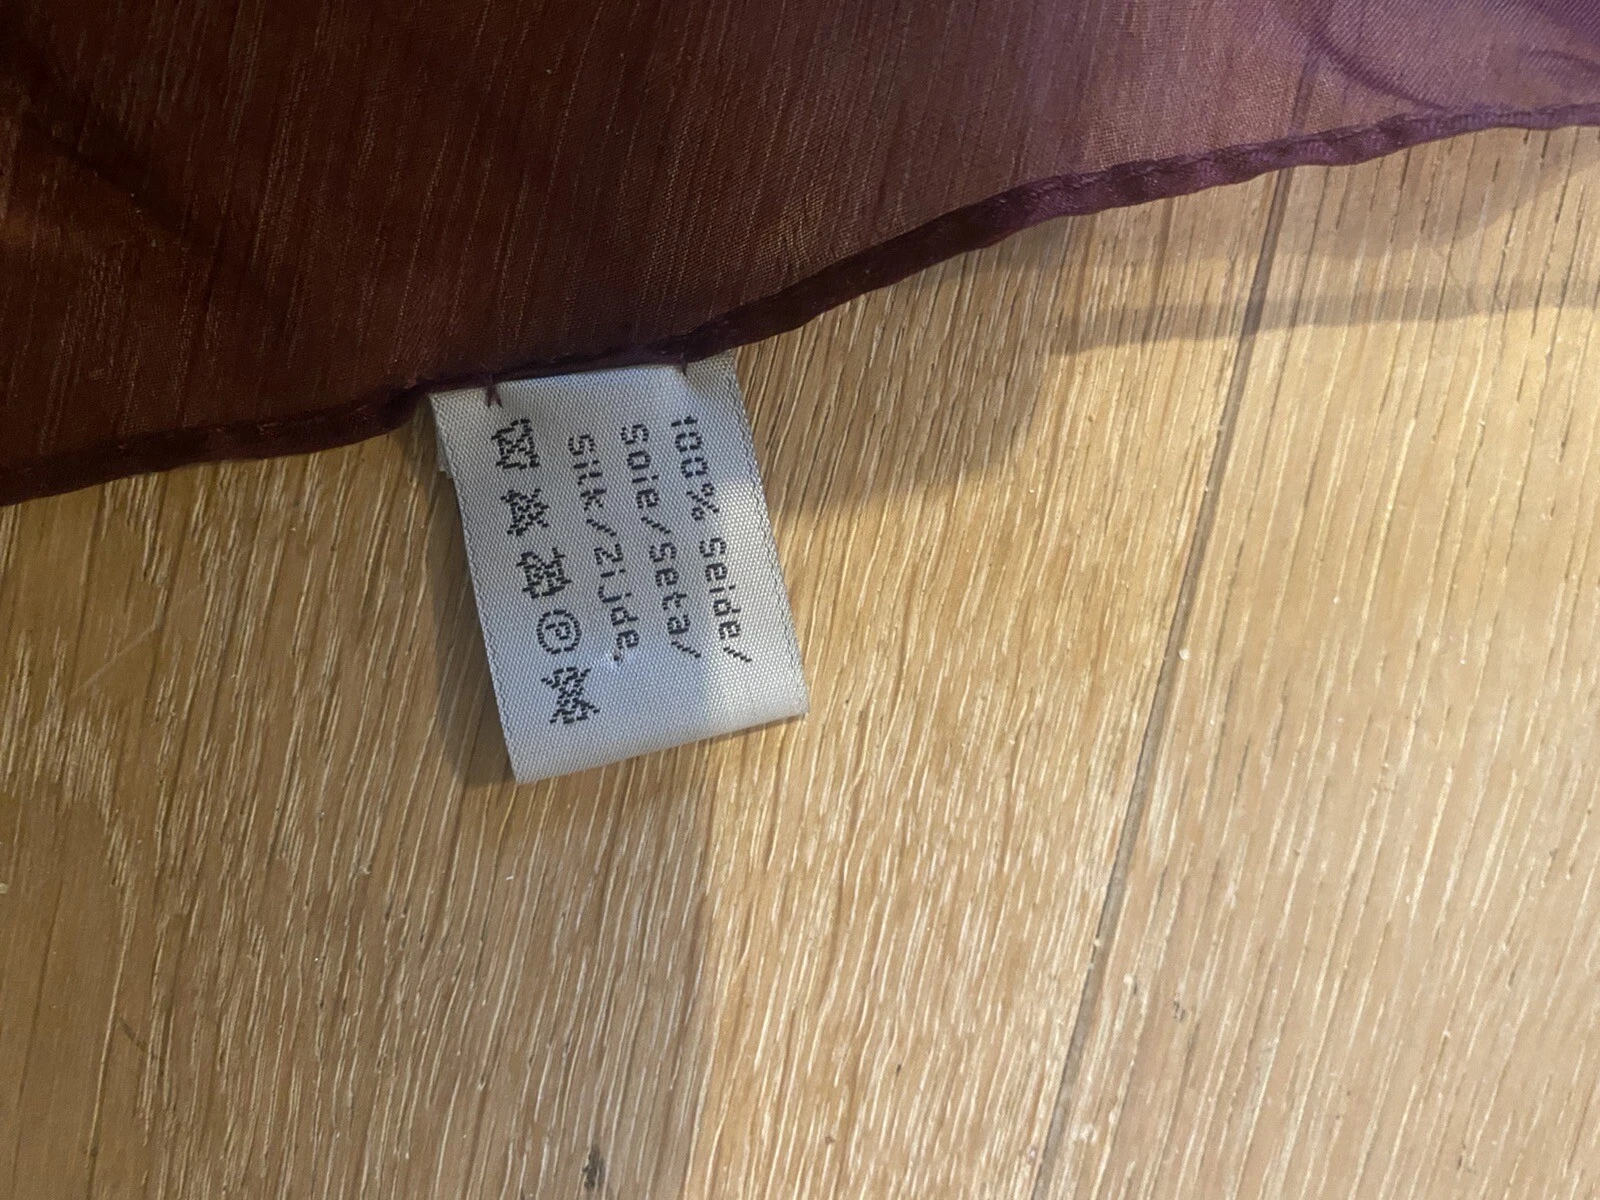 100% Seide/
Soie/Seta/
Silk/Zijde.
P